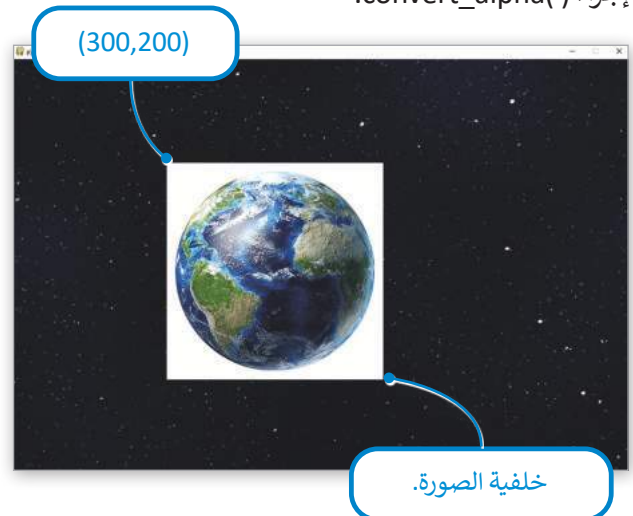 .convert_alpha( )
(300,200)
خلفية الصورة.